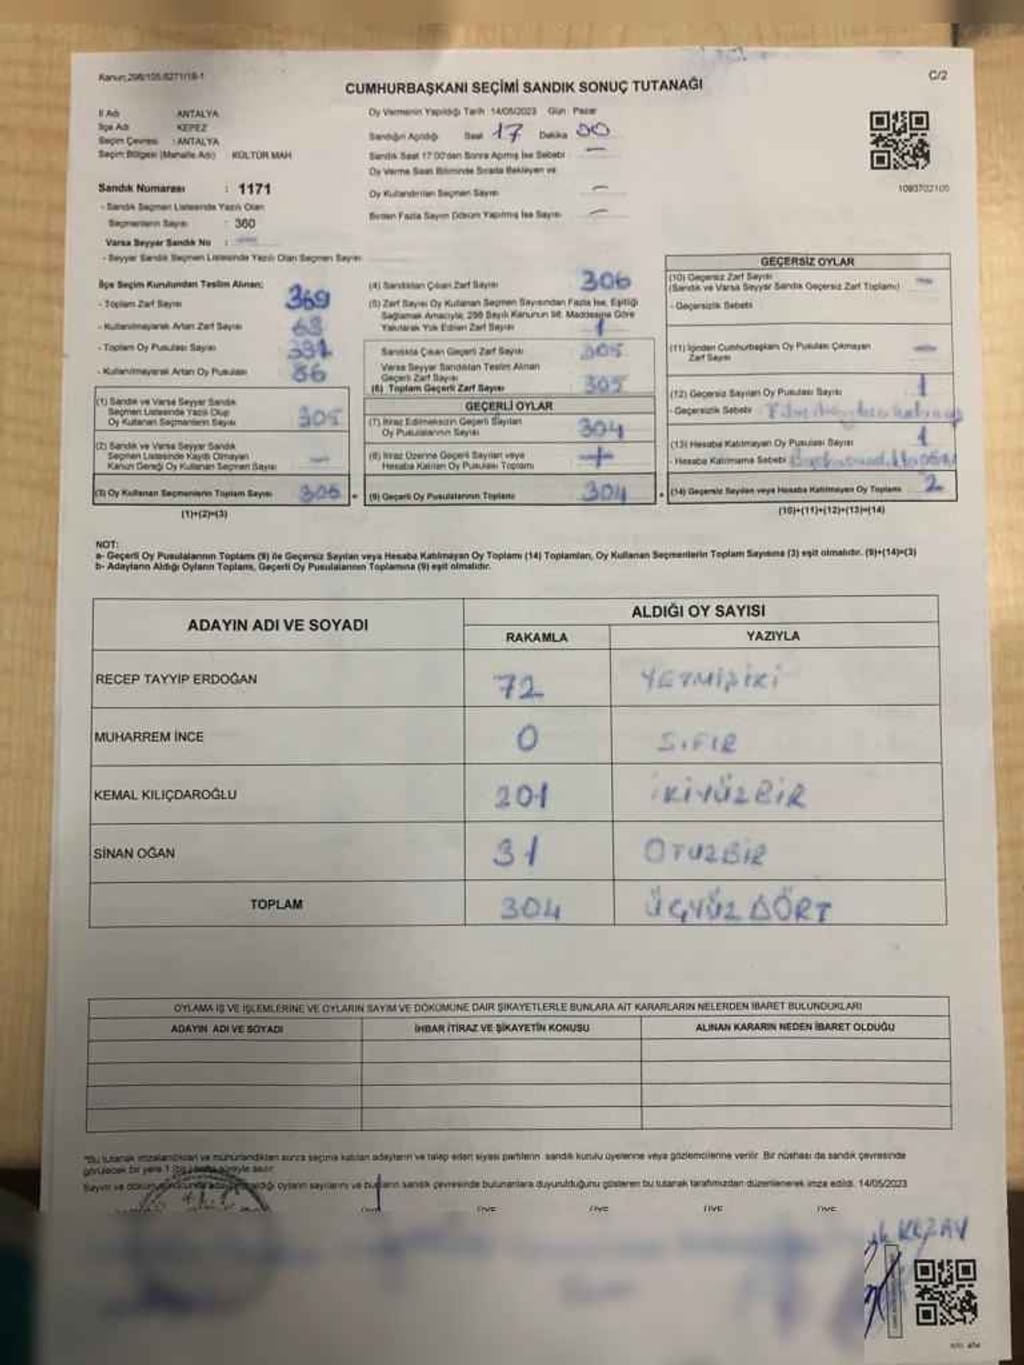 Kanun:298/105,6271/18-1
C/2
CUMHURBAŞKANI SEÇİMİ SANDIK SONUÇ TUTANAĞI
İl Adı : ANTALYA
İlçe Adı : KEPEZ
Seçim Çevresi : ANTALYA
Seçim Bölgesi (Mahalle Adı) : KÜLTÜR MAH
Sandık Numarası : 1171
- Sandık Seçmen Listesinde Yazılı Olan
Seçmenlerin Sayısı : 360
Varsa Seyyar Sandık No : —
- Seyyar Sandık Seçmen Listesinde Yazılı Olan Seçmen Sayısı
Oy Vermenin Yapıldığı Tarih :14/05/2023 Gün : Pazar
Sandığın Açıldığı Saat 17 Dakika 00
Sandık Saat 17:00'den Sonra Açılmış İse Sebebi —
Oy Verme Saat Bitiminde Sırada Bekleyen ve
Oy Kullandırılan Seçmen Sayısı —
Birden Fazla Sayım Döküm Yapılmış İse Sayısı —
1093702105
İlçe Seçim Kurulundan Teslim Alınan;
- Toplam Zarf Sayısı 369
- Kullanılmayarak Artan Zarf Sayısı 63
- Toplam Oy Pusulası Sayısı 391
- Kullanılmayarak Artan Oy Pusulası 86
(1) Sandık ve Varsa Seyyar Sandık
Seçmen Listesinde Yazılı Olup
Oy Kullanan Seçmenlerin Sayısı 305
(2) Sandık ve Varsa Seyyar Sandık
Seçmen Listesinde Kayıtlı Olmayan
Kanun Gereği Oy Kullanan Seçmen Sayısı —
(3) Oy Kullanan Seçmenlerin Toplam Sayısı 306
(1)+(2)=(3)
(4) Sandıktan Çıkan Zarf Sayısı 306
(5) Zarf Sayısı Oy Kullanan Seçmen Sayısından Fazla İse, Eşitliği
Sağlamak Amacıyla; 298 Sayılı Kanunun 98. Maddesine Göre
Yakılarak Yok Edilen Zarf Sayısı 1
Sandıkta Çıkan Geçerli Zarf Sayısı 305
Varsa Seyyar Sandıktan Teslim Alınan
Geçerli Zarf Sayısı
(6) Toplam Geçerli Zarf Sayısı 305
GEÇERLİ OYLAR
(7) İtiraz Edilmeksizin Geçerli Sayılan
Oy Pusulalarının Sayısı 304
(8) İtiraz Üzerine Geçerli Sayılan veya
Hesaba Katılan Oy Pusulası Toplamı
(9) Geçerli Oy Pusulalarının Toplamı 304
GEÇERSİZ OYLAR
(10) Geçersiz Zarf Sayısı —
(Sandık ve Varsa Seyyar Sandık Geçersiz Zarf Toplamı)
- Geçersizlik Sebebi
(11) İçinden Cumhurbaşkanı Oy Pusulası Çıkmayan
Zarf Sayısı —
(12) Geçersiz Sayılan Oy Pusulası Sayısı 1
- Geçersizlik Sebebi
(13) Hesaba Katılmayan Oy Pusulası Sayısı 1
- Hesaba Katılmama Sebebi
(14) Geçersiz Sayılan veya Hesaba Katılmayan Oy Toplamı 2
(10)+(11)+(12)+(13)=(14)
NOT:
a- Geçerli Oy Pusulalarının Toplamı (9) ile Geçersiz Sayılan veya Hesaba Katılmayan Oy Toplamı (14) Toplamları, Oy Kullanan Seçmenlerin Toplam Sayısına (3) eşit olmalıdır. (9)+(14)=(3)
b- Adayların Aldığı Oyların Toplamı, Geçerli Oy Pusulalarının Toplamına (9) eşit olmalıdır.
ADAYIN ADI VE SOYADI
ALDIĞI OY SAYISI
RAKAMLA YAZIYLA
RECEP TAYYİP ERDOĞAN 72 YETMİŞİKİ
MUHARREM İNCE 0 SIFIR
KEMAL KILIÇDAROĞLU 201 İKİYÜZBİR
SİNAN OĞAN 31 OTUZBİR
TOPLAM 304 ÜÇYÜZDÖRT
OYLAMA İŞ VE İŞLEMLERİNE VE OYLARIN SAYIM VE DÖKÜMÜNE DAİR ŞİKAYETLERLE BUNLARA AİT KARARLARIN NELERDEN İBARET BULUNDUKLARI
ADAYIN ADI VE SOYADI İHBAR İTİRAZ VE ŞİKAYETİN KONUSU ALINAN KARARIN NEDEN İBARET OLDUĞU
*Bu tutanak imzalandıktan ve mühürlendikten sonra seçime katılan adayların ve talep eden siyasi partilerin sandık kurulu üyelerine veya gözlemcilerine verilir. Bir nüshası da sandık çevresinde
görülecek bir yere 1 (bir) hafta süreyle asılır.
oyların sayılarını ve bunların sandık çevresinde bulunanlara duyurulduğunu gösteren bu tutanak tarafımızdan düzenlenerek imza edildi. 14/05/2023
ÜYE ÜYE ÜYE ÜYE ÜYE